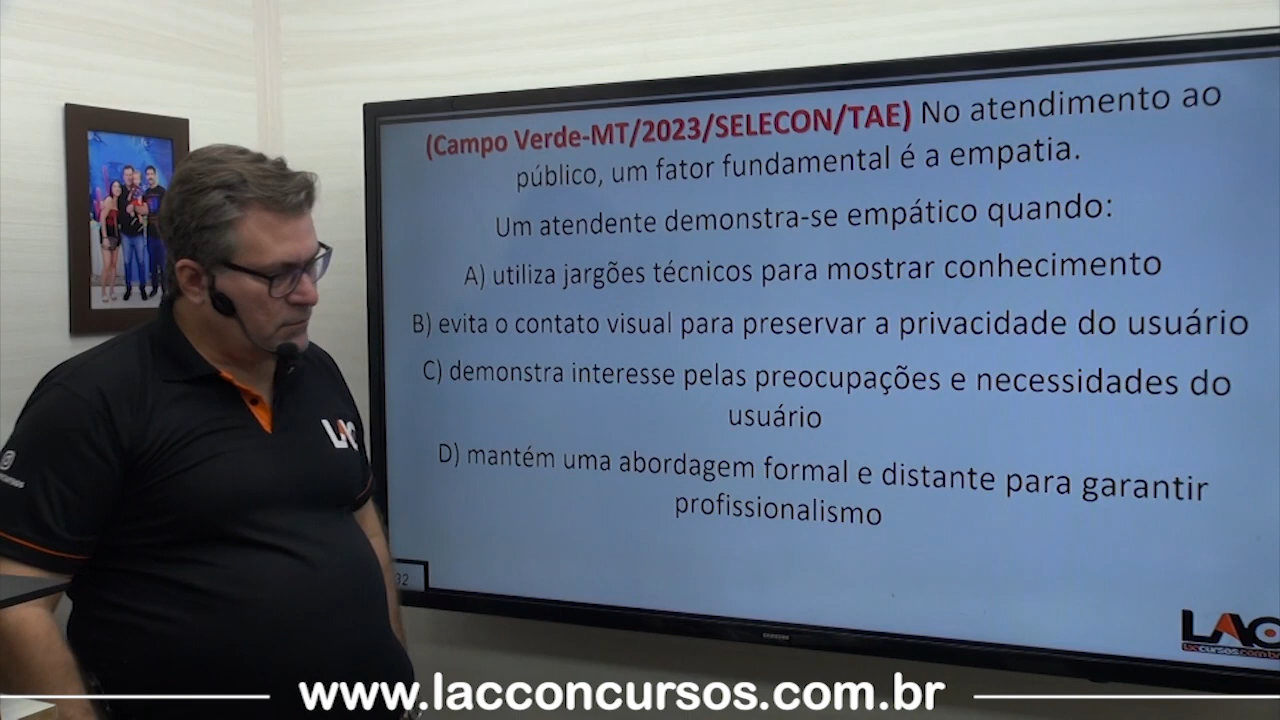 (Campo Verde-MT/2023/SELECON/TAE) No atendimento ao
público, um fator fundamental é a empatia.
Um atendente demonstra-se empático quando:
A) utiliza jargões técnicos para mostrar conhecimento
B) evita o contato visual para preservar a privacidade do usuário
C) demonstra interesse pelas preocupações e necessidades do
usuário
D) mantém uma abordagem formal e distante para garantir
profissionalismo
32
LAC
SAMSUNG
LAC
www.lacconcursos.com.br